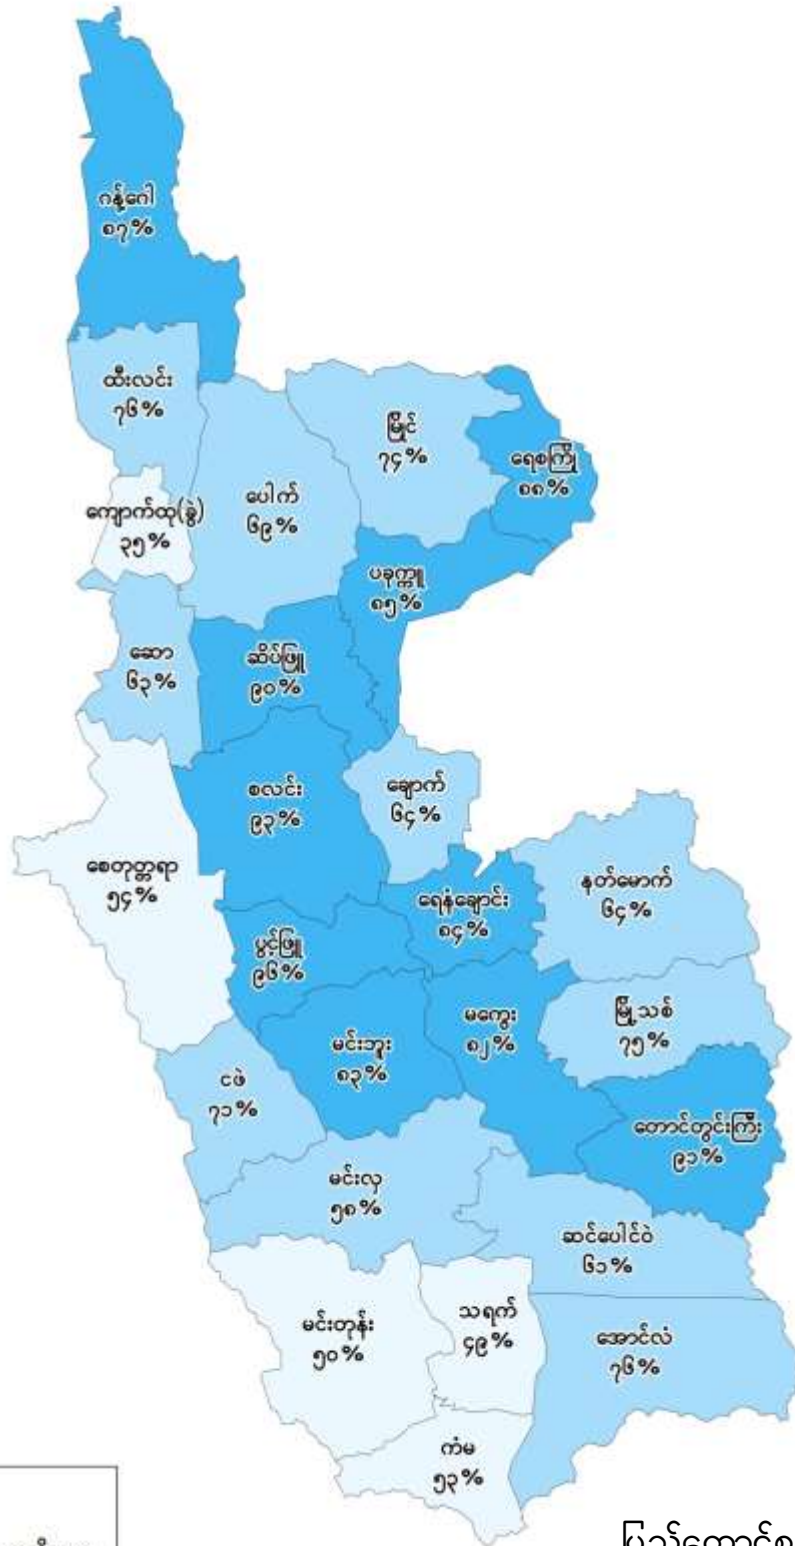 ဂန့်ဂေါ
၈၇%
ထီးလင်း
၇၆%
မြိုင်
၇၄%
ရေစကြို
၈၈%
ကျောက်ထု(ခွဲ)
၃၅%
ပေါက်
၆၉%
ပခုက္ကူ
၈၅%
ဆော
၆၃%
ဆိပ်ဖြူ
၉၀%
စလင်း
၉၃%
ချောက်
၆၄%
စေတုတ္တရာ
၅၄%
ရေနံချောင်း
၈၄%
နတ်မောက်
၆၄%
ပွင့်ဖြူ
၉၆%
မင်းဘူး
၈၃%
မကွေး
၈၂%
မြို့သစ်
၇၅%
ငဖဲ
၇၁%
တောင်တွင်းကြီး
၉၁%
မင်းလှ
၅၈%
ဆင်ပေါင်ဝဲ
၆၁%
မင်းတုန်း
၅၀%
သရက်
၄၉%
အောင်လံ
၇၆%
ကံမ
၅၃%